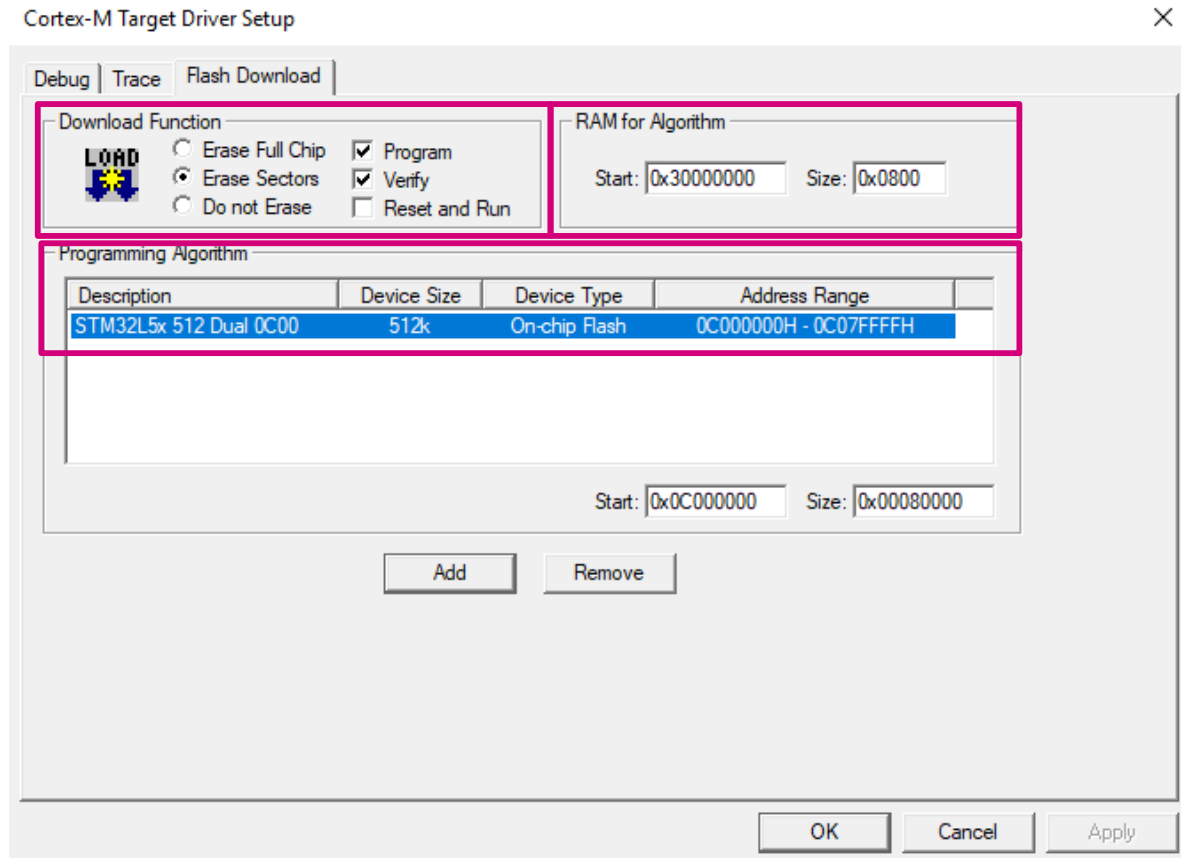 Cortex-M Target Driver Setup
Debug Trace Flash Download
Download Function
LOAD
Erase Full Chip
Erase Sectors
Do not Erase
Program
Verify
Reset and Run
RAM for Algorithm
Start: 0x30000000 Size: 0x0800
Programming Algorithm
Description Device Size Device Type Address Range
STM32L5x 512 Dual 0C00 512k On-chip Flash 0C000000H - 0C07FFFFH
Start: 0x0C000000 Size: 0x00080000
Add Remove
OK Cancel Apply